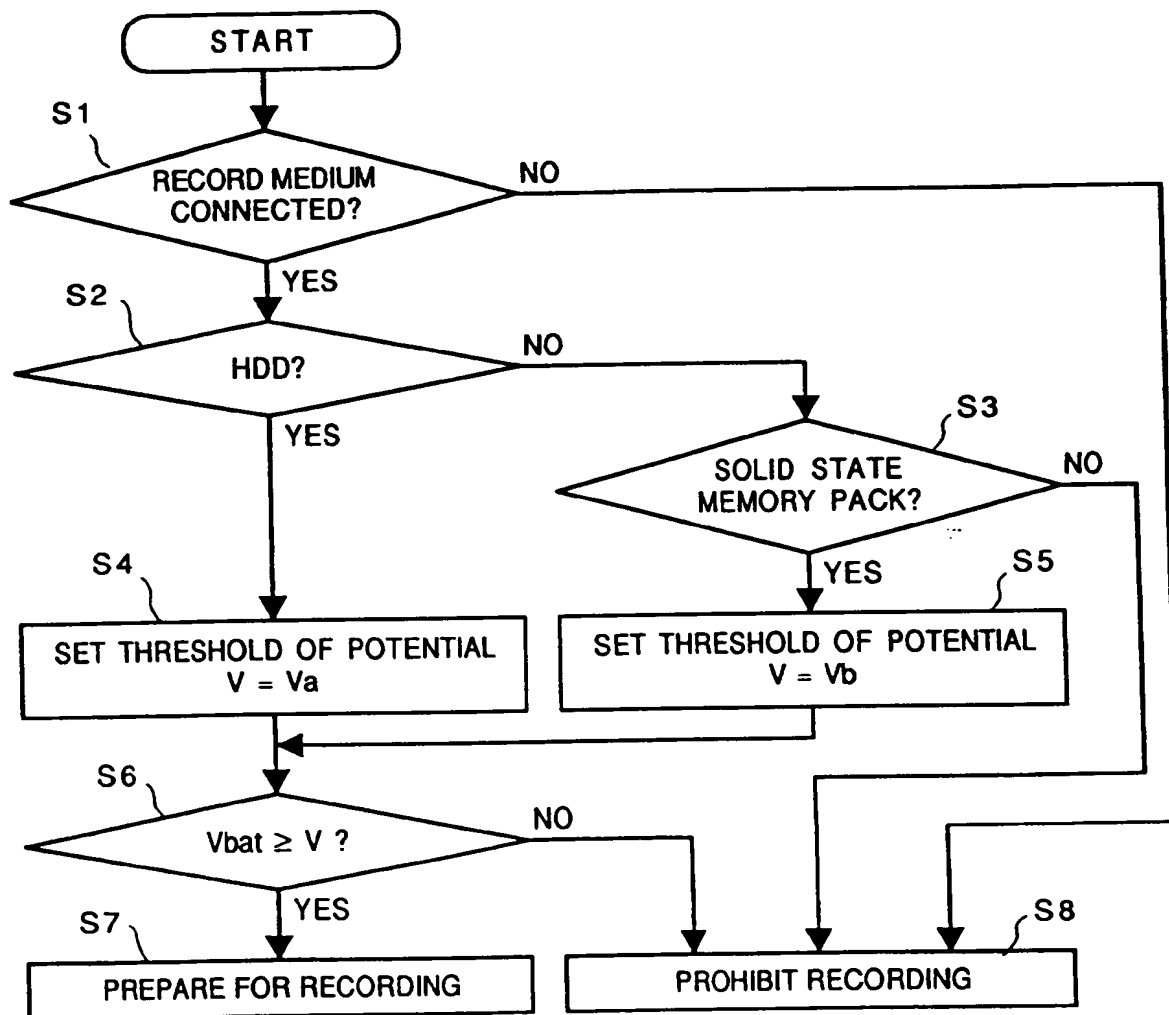 START
S1
RECORD MEDIUM
CONNECTED?
NO
YES
S2
HDD?
NO
YES
S3
SOLID STATE
MEMORY PACK?
NO
YES
S4
SET THRESHOLD OF POTENTIAL
V = Va
S5
SET THRESHOLD OF POTENTIAL
V = Vb
S6
Vbat ≥ V ?
NO
YES
S7
PREPARE FOR RECORDING
S8
PROHIBIT RECORDING